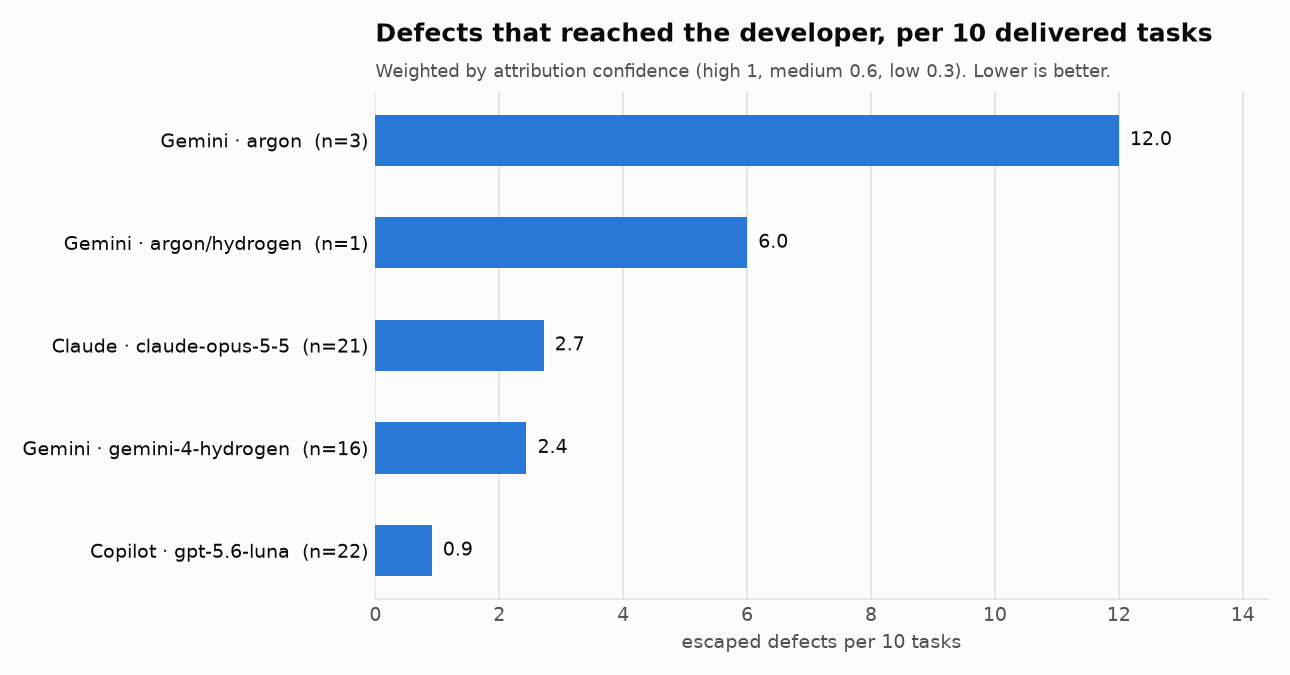 Defects that reached the developer, per 10 delivered tasks
Weighted by attribution confidence (high 1, medium 0.6, low 0.3). Lower is better.
Gemini · argon (n=3)
12.0
Gemini · argon/hydrogen (n=1)
6.0
Claude · claude-opus-5-5 (n=21)
2.7
Gemini · gemini-4-hydrogen (n=16)
2.4
Copilot · gpt-5.6-luna (n=22)
0.9
0 2 4 6 8 10 12 14
escaped defects per 10 tasks